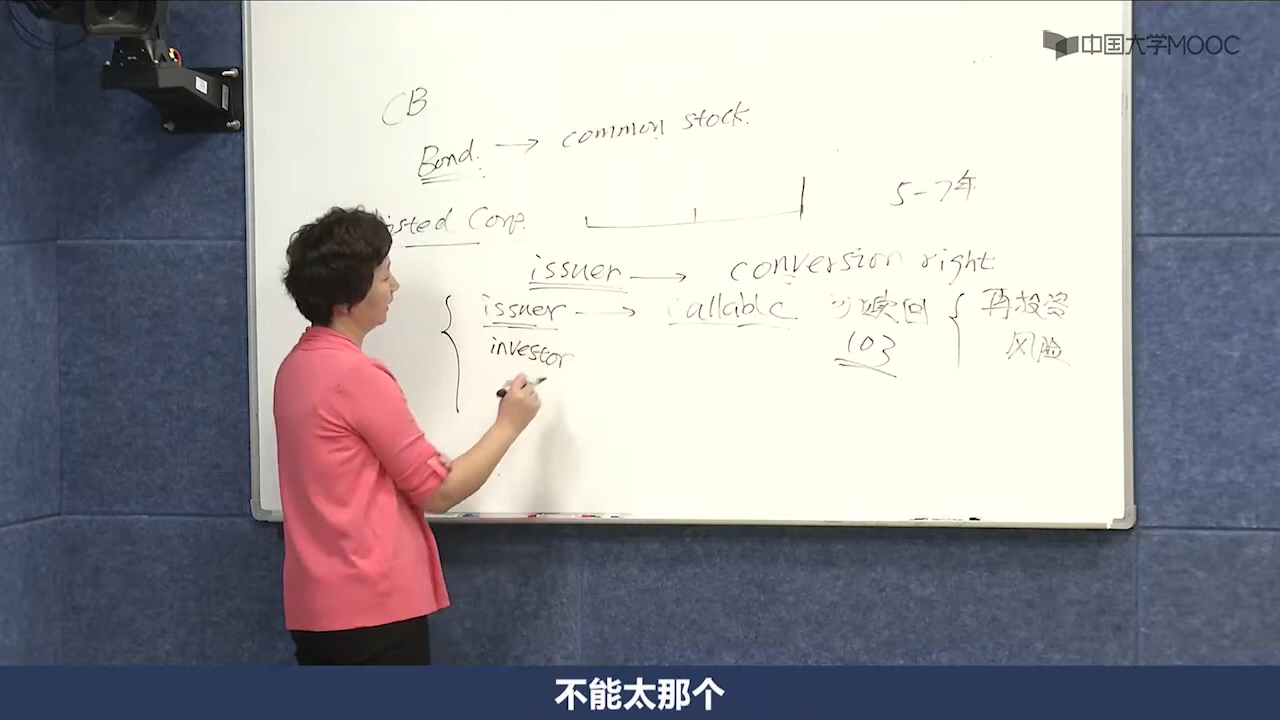 中国大学MOOC
CB
Bond. → common stock.
isted Corp.
5-7年
issuer → conversion right
issuer → callable 可赎回 { 再投资
investor 103 风险
不能太那个